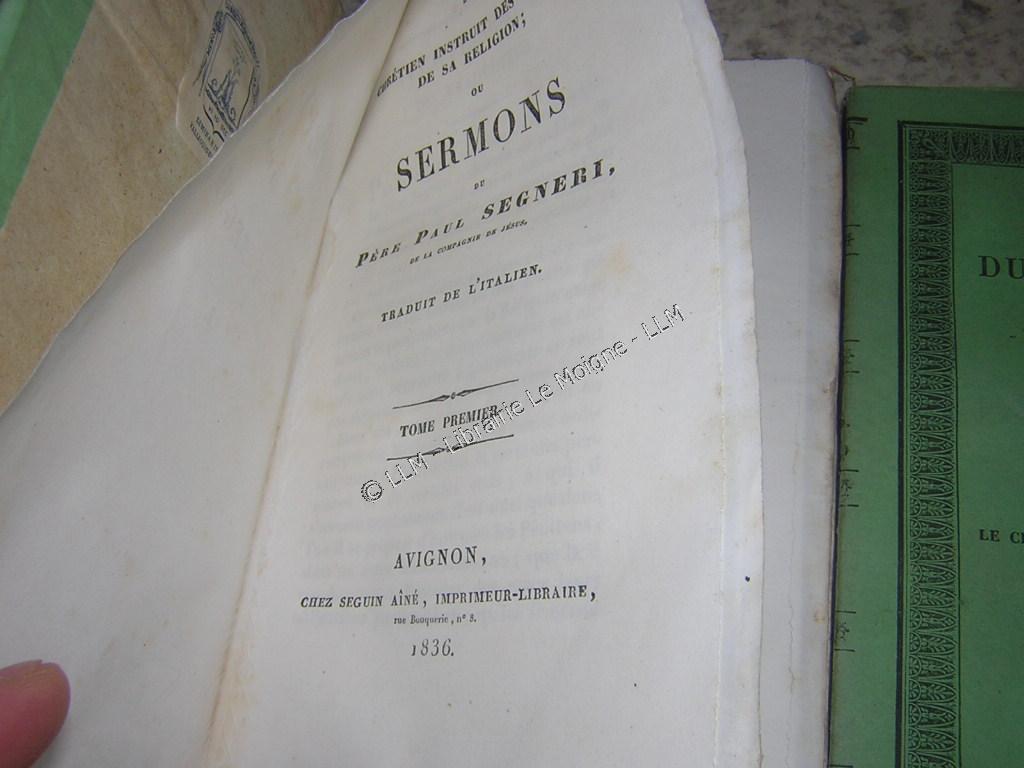 CHRÉTIEN INSTRUIT DES
DE SA RELIGION;
OU
SERMONS
DU
PÈRE PAUL SEGNERI,
DE LA COMPAGNIE DE JÉSUS,
TRADUIT DE L'ITALIEN.
TOME PREMIER.
© LLM - Librairie Le Moigne - LLM
AVIGNON,
CHEZ SEGUIN AÎNÉ, IMPRIMEUR-LIBRAIRE,
rue Bouquerie, n° 8.
1836.
DU
LE